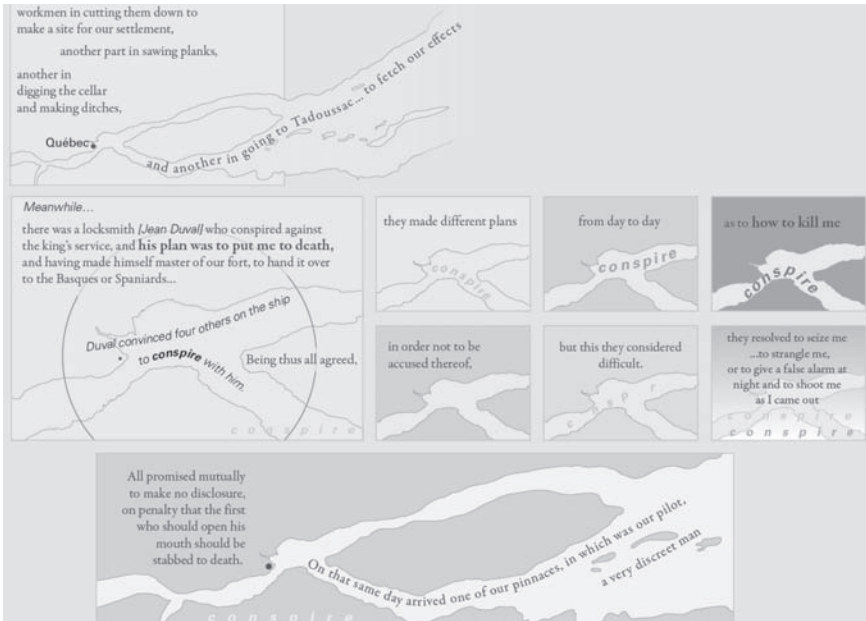 workmen in cutting them down to
make a site for our settlement,
another part in sawing planks,
another in
digging the cellar
and making ditches,
Québec
and another in going to Tadoussac... to fetch our effects
Meanwhile...
there was a locksmith [Jean Duval] who conspired against
the king's service, and his plan was to put me to death,
and having made himself master of our fort, to hand it over
to the Basques or Spaniards...
Duval convinced four others on the ship
to conspire with him.
Being thus all agreed,
conspire
they made different plans
conspire
from day to day
conspire
as to how to kill me
conspire
in order not to be
accused thereof,
but this they considered
difficult.
conspir
they resolved to seize me
...to strangle me,
or to give a false alarm at
night and to shoot me
as I came out
conspire
conspire
All promised mutually
to make no disclosure,
on penalty that the first
who should open his
mouth should be
stabbed to death.
On that same day arrived one of our pinnaces, in which was our pilot,
a very discreet man
conspire